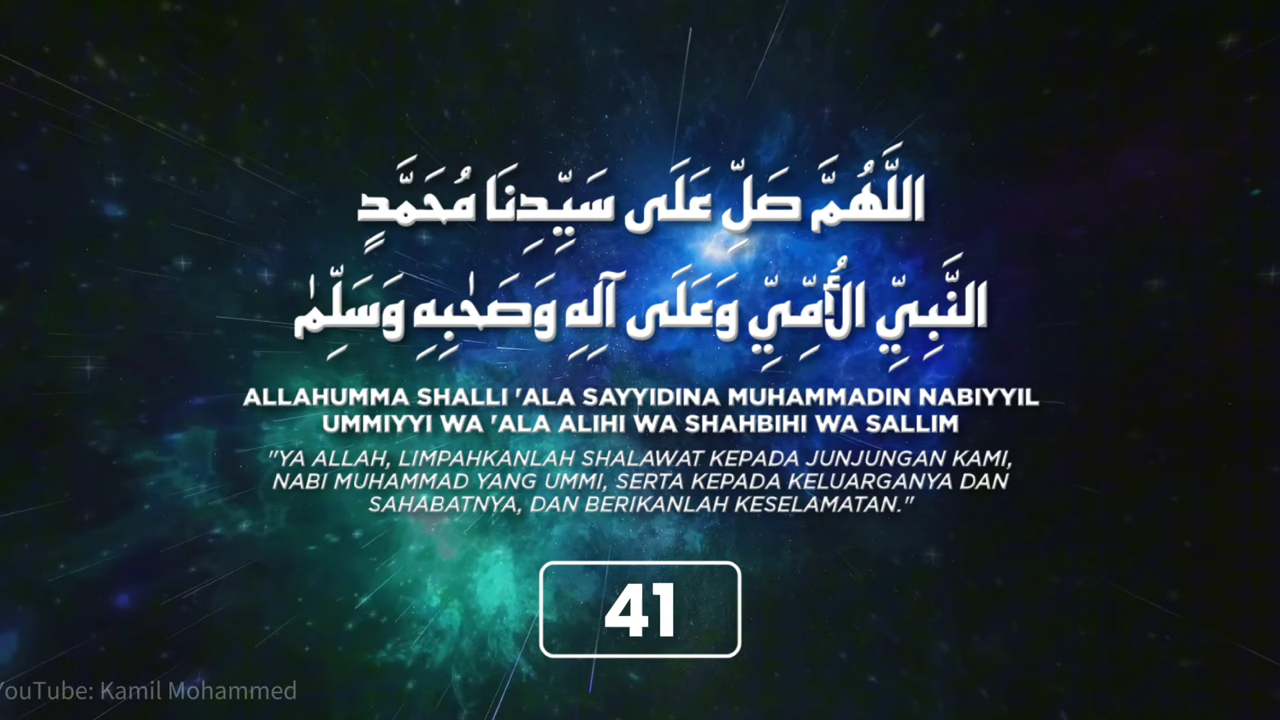 اللَّهُمَّ صَلِّ عَلَى سَيِّدِنَا مُحَمَّدٍ
النَّبِيِّ الأُمِّيِّ وَعَلَى آلِهِ وَصَحْبِهِ وَسَلِّمْ
ALLAHUMMA SHALLI 'ALA SAYYIDINA MUHAMMADIN NABIYYIL
UMMIYYI WA 'ALA ALIHI WA SHAHBIHI WA SALLIM
"YA ALLAH, LIMPAHKANLAH SHALAWAT KEPADA JUNJUNGAN KAMI,
NABI MUHAMMAD YANG UMMI, SERTA KEPADA KELUARGANYA DAN
SAHABATNYA, DAN BERIKANLAH KESELAMATAN."
41
YouTube: Kamil Mohammed